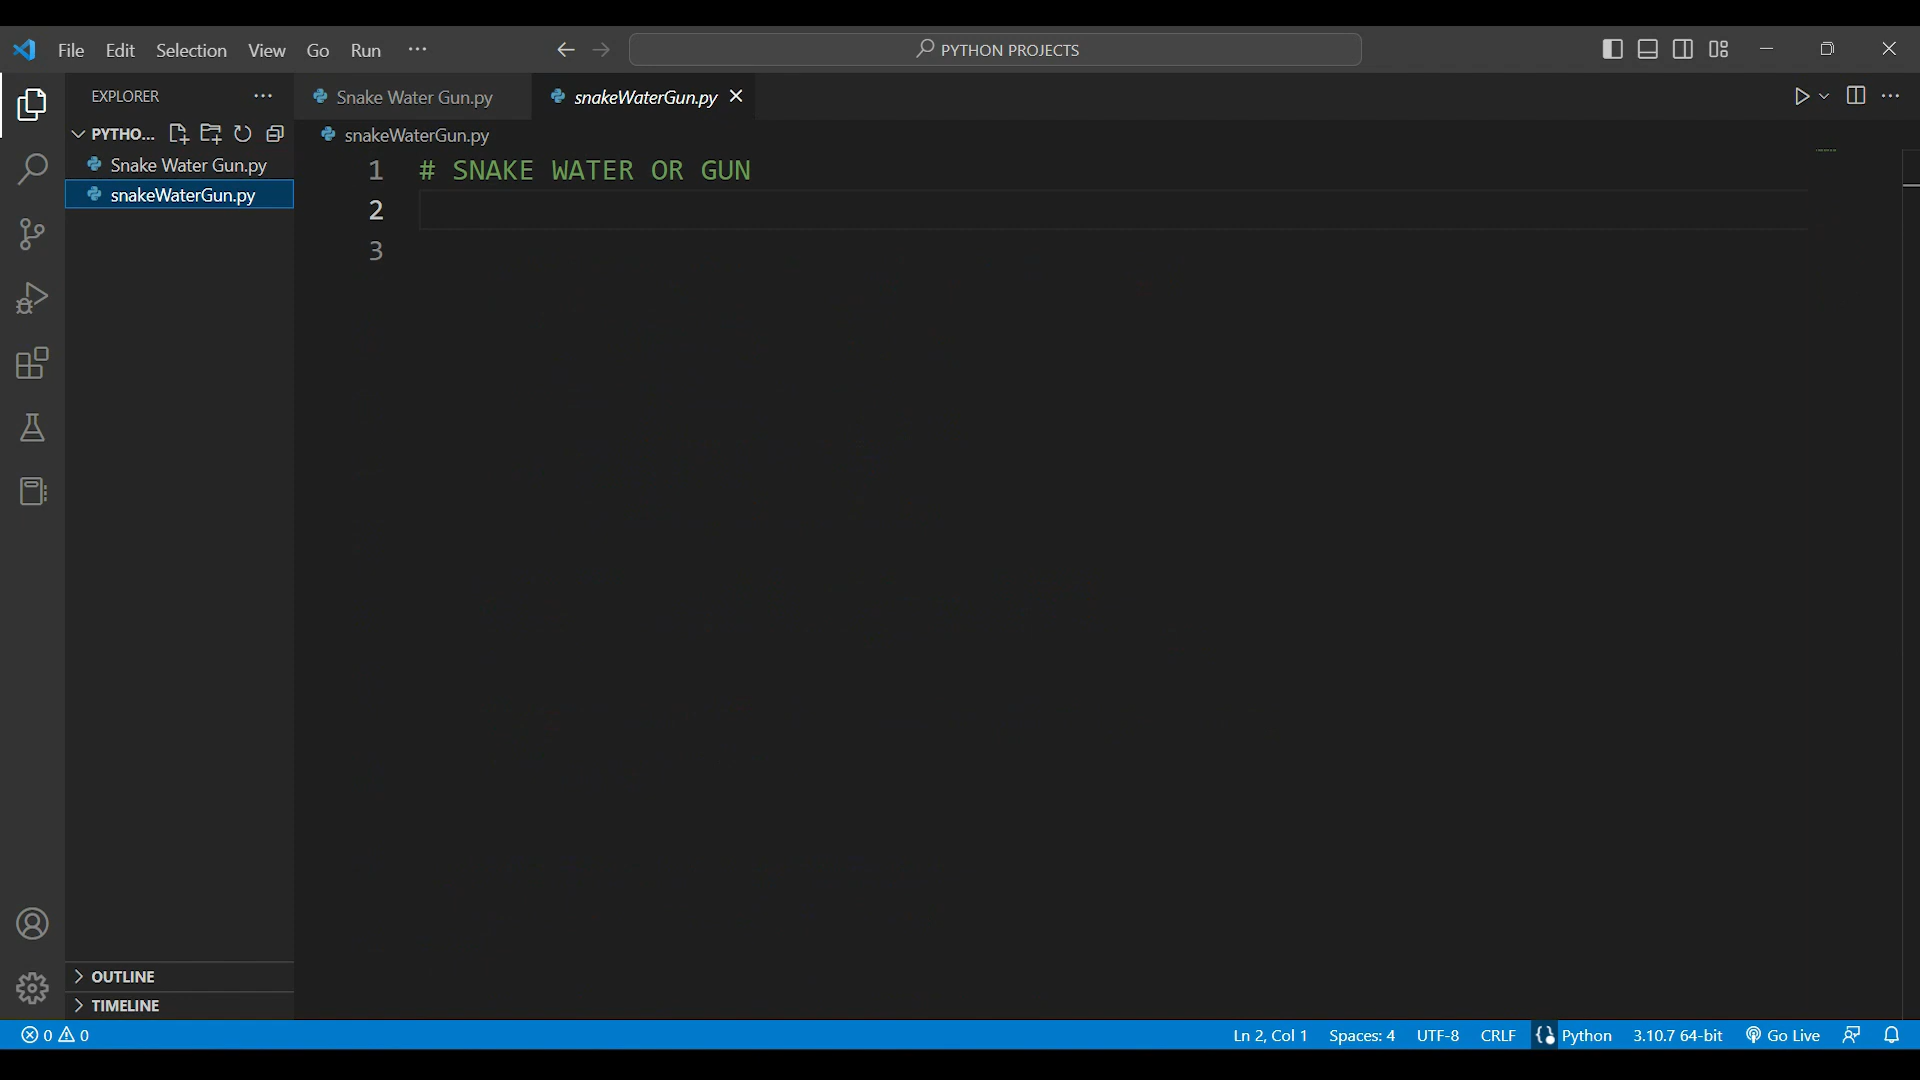 File Edit Selection View Go Run ···
PYTHON PROJECTS
EXPLORER ···
PYTHO...
Snake Water Gun.py
snakeWaterGun.py
OUTLINE
TIMELINE
Snake Water Gun.py snakeWaterGun.py
snakeWaterGun.py
1 # SNAKE WATER OR GUN
2
3
0 0 Ln 2, Col 1 Spaces: 4 UTF-8 CRLF Python 3.10.7 64-bit Go Live